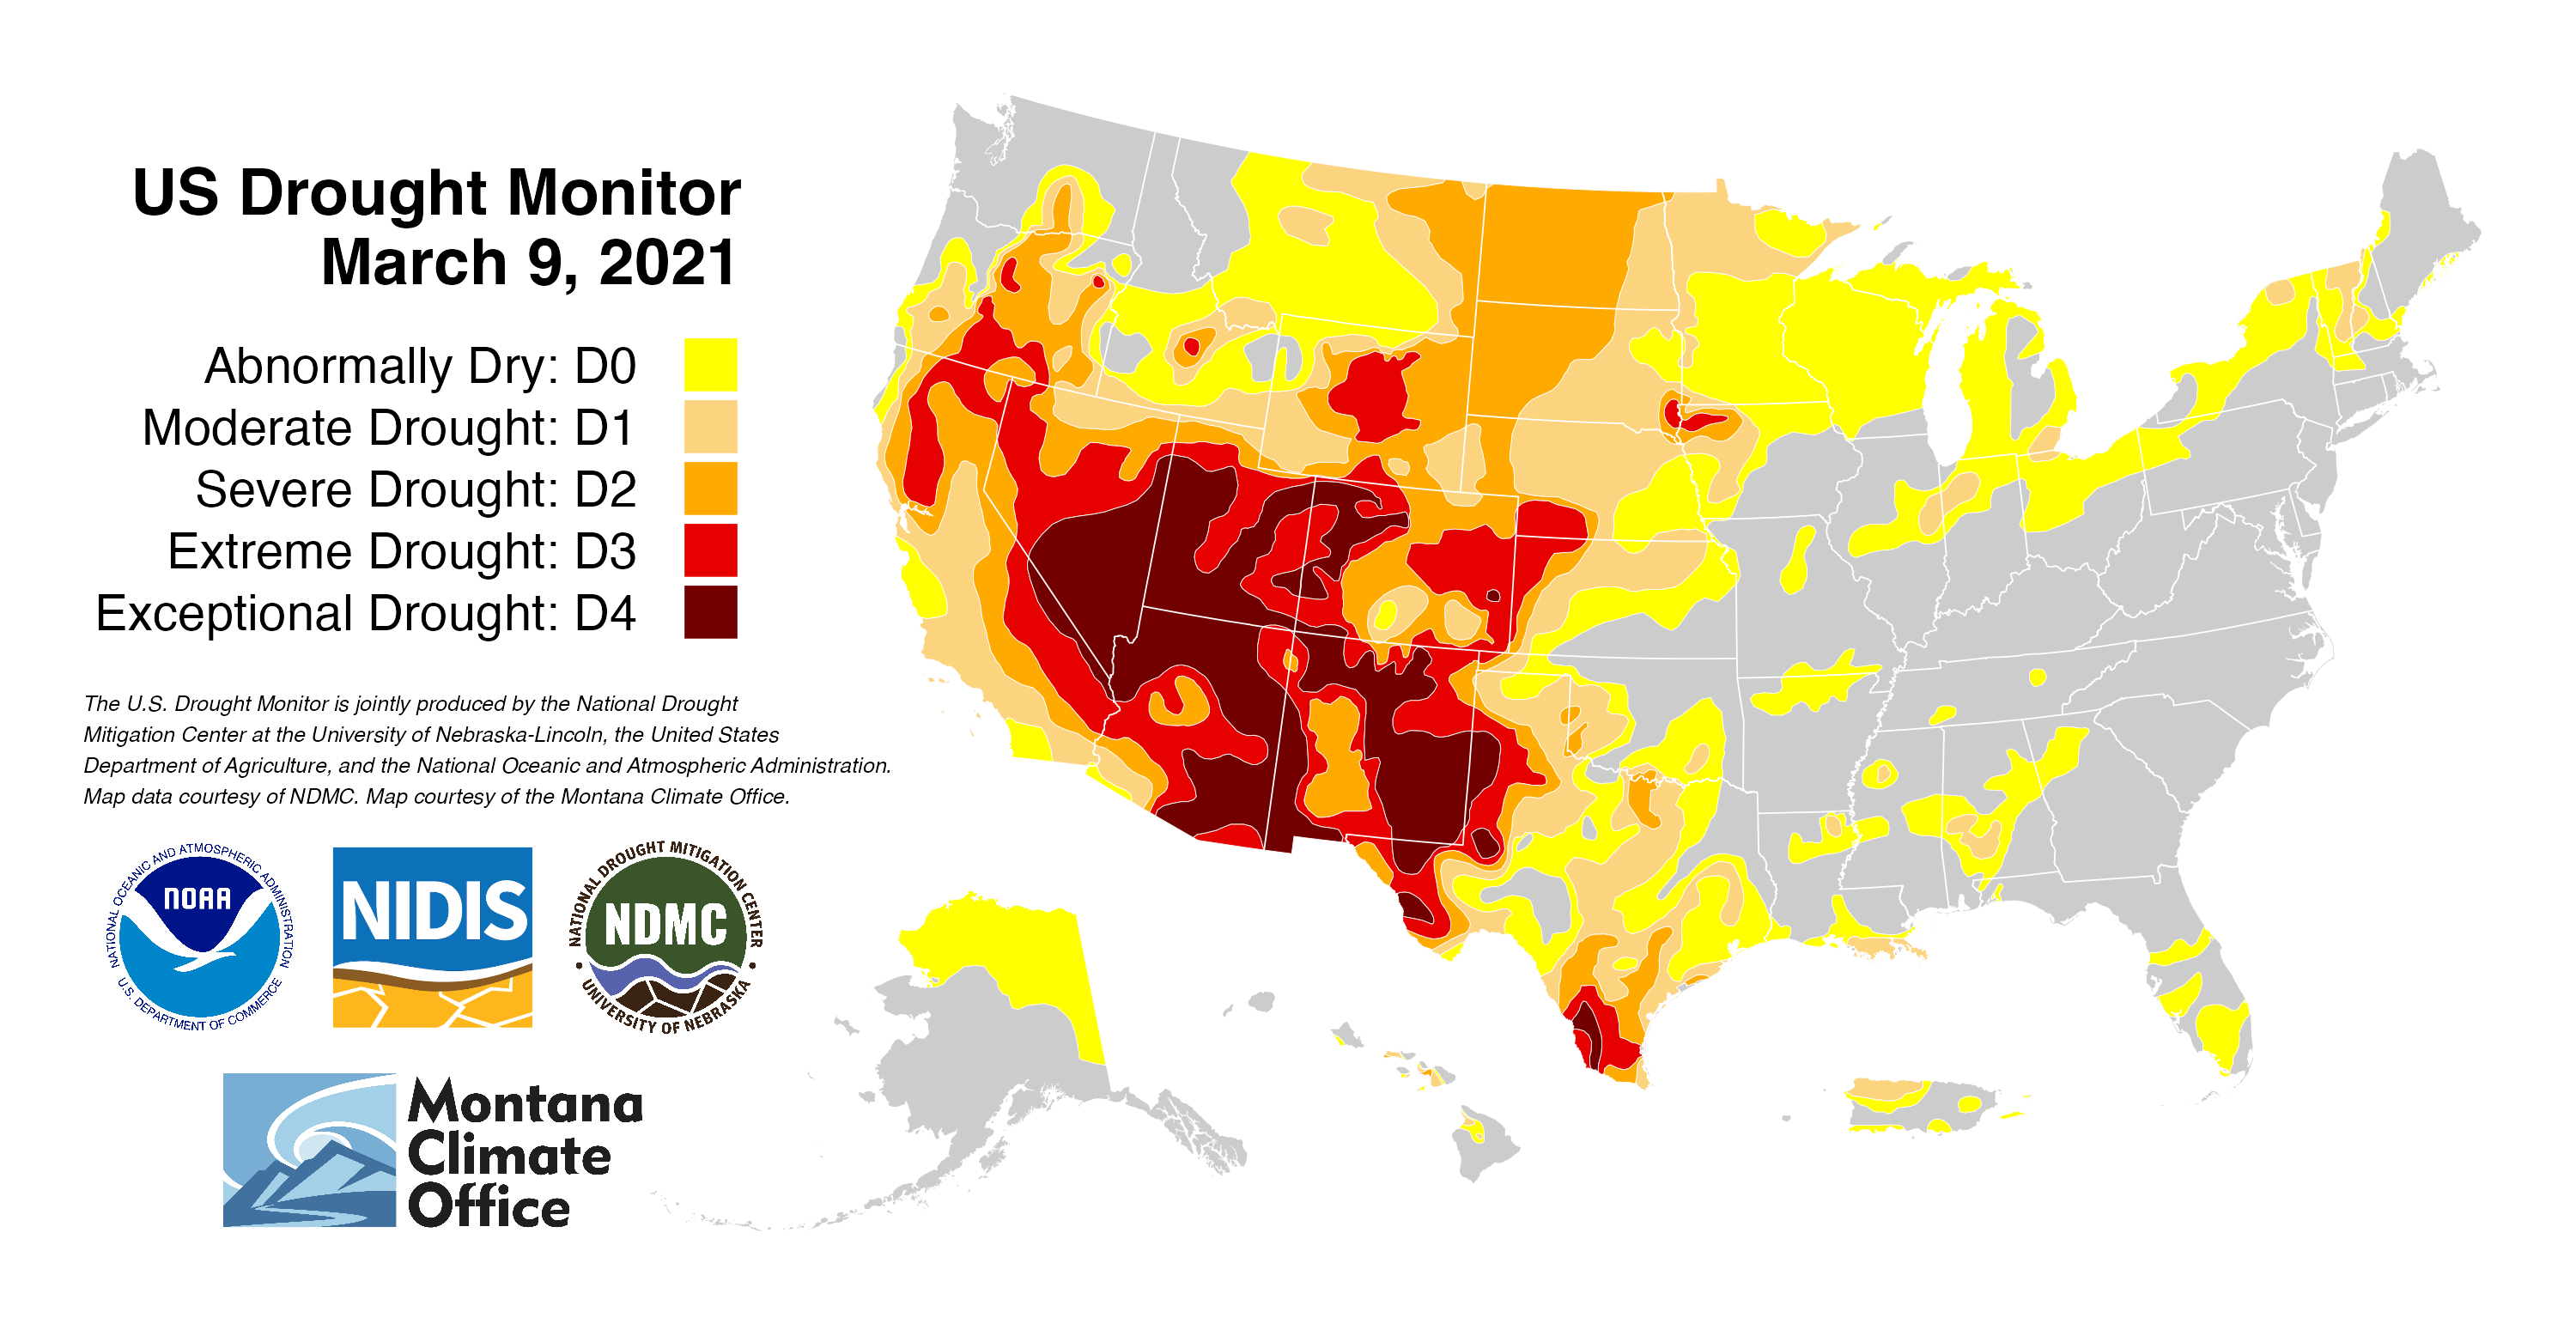 US Drought Monitor
March 9, 2021
Abnormally Dry: D0
Moderate Drought: D1
Severe Drought: D2
Extreme Drought: D3
Exceptional Drought: D4
The U.S. Drought Monitor is jointly produced by the National Drought
Mitigation Center at the University of Nebraska-Lincoln, the United States
Department of Agriculture, and the National Oceanic and Atmospheric Administration.
Map data courtesy of NDMC. Map courtesy of the Montana Climate Office.
NATIONAL OCEANIC AND ATMOSPHERIC ADMINISTRATION
NOAA
U.S. DEPARTMENT OF COMMERCE
NIDIS
NATIONAL DROUGHT MITIGATION CENTER
NDMC
UNIVERSITY OF NEBRASKA
Montana
Climate
Office